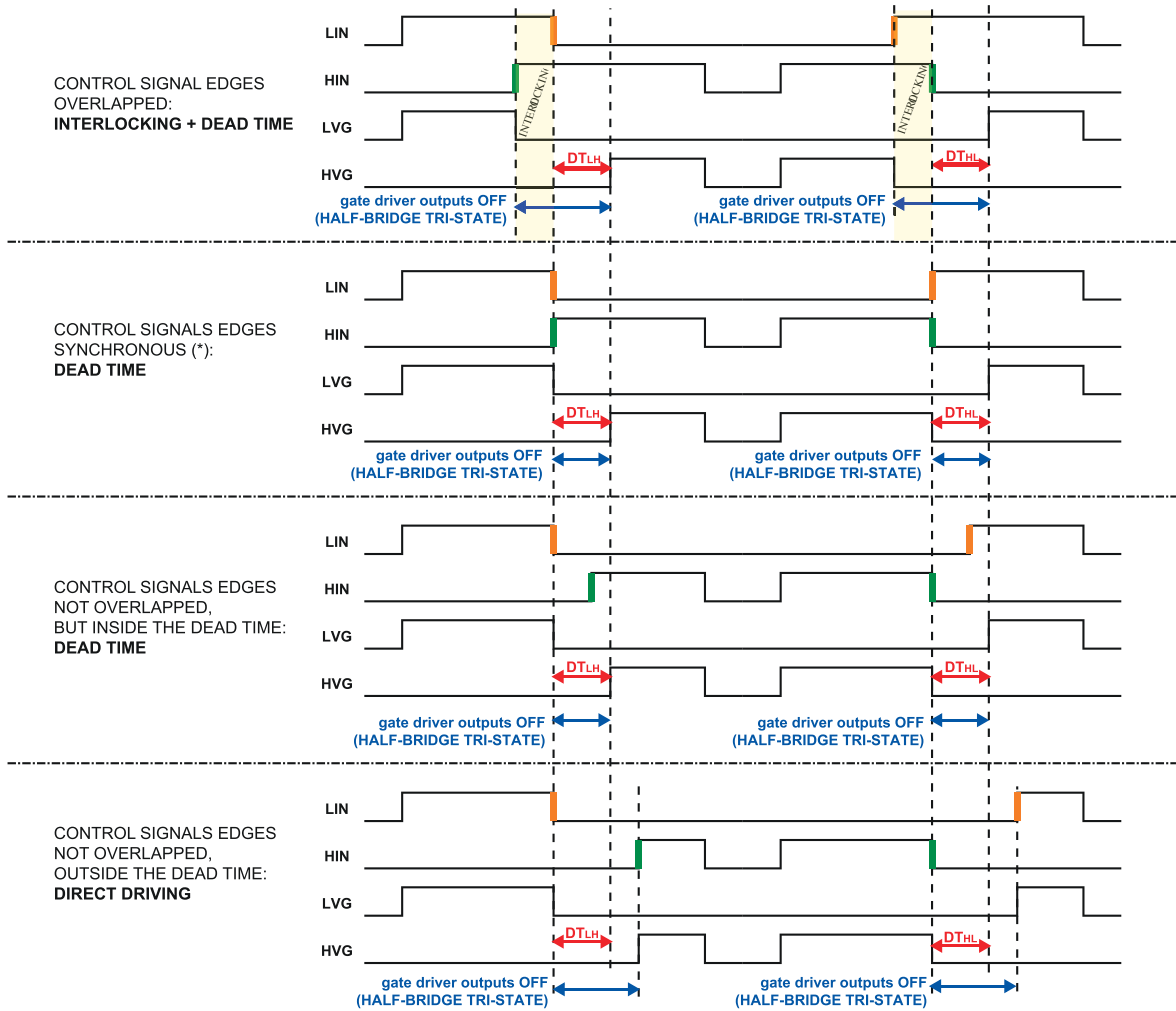 LIN
HIN
CONTROL SIGNAL EDGES
OVERLAPPED:
INTERLOCKING + DEAD TIME
INTERLOCKING
INTERLOCKING
LVG
DTLH
DTHL
HVG
gate driver outputs OFF
(HALF-BRIDGE TRI-STATE)
gate driver outputs OFF
(HALF-BRIDGE TRI-STATE)
LIN
CONTROL SIGNALS EDGES
SYNCHRONOUS (*):
DEAD TIME
HIN
LVG
DTLH
DTHL
HVG
gate driver outputs OFF
(HALF-BRIDGE TRI-STATE)
gate driver outputs OFF
(HALF-BRIDGE TRI-STATE)
LIN
CONTROL SIGNALS EDGES
NOT OVERLAPPED,
BUT INSIDE THE DEAD TIME:
DEAD TIME
HIN
LVG
DTLH
DTHL
HVG
gate driver outputs OFF
(HALF-BRIDGE TRI-STATE)
gate driver outputs OFF
(HALF-BRIDGE TRI-STATE)
LIN
CONTROL SIGNALS EDGES
NOT OVERLAPPED,
OUTSIDE THE DEAD TIME:
DIRECT DRIVING
HIN
LVG
DTLH
DTHL
HVG
gate driver outputs OFF
(HALF-BRIDGE TRI-STATE)
gate driver outputs OFF
(HALF-BRIDGE TRI-STATE)